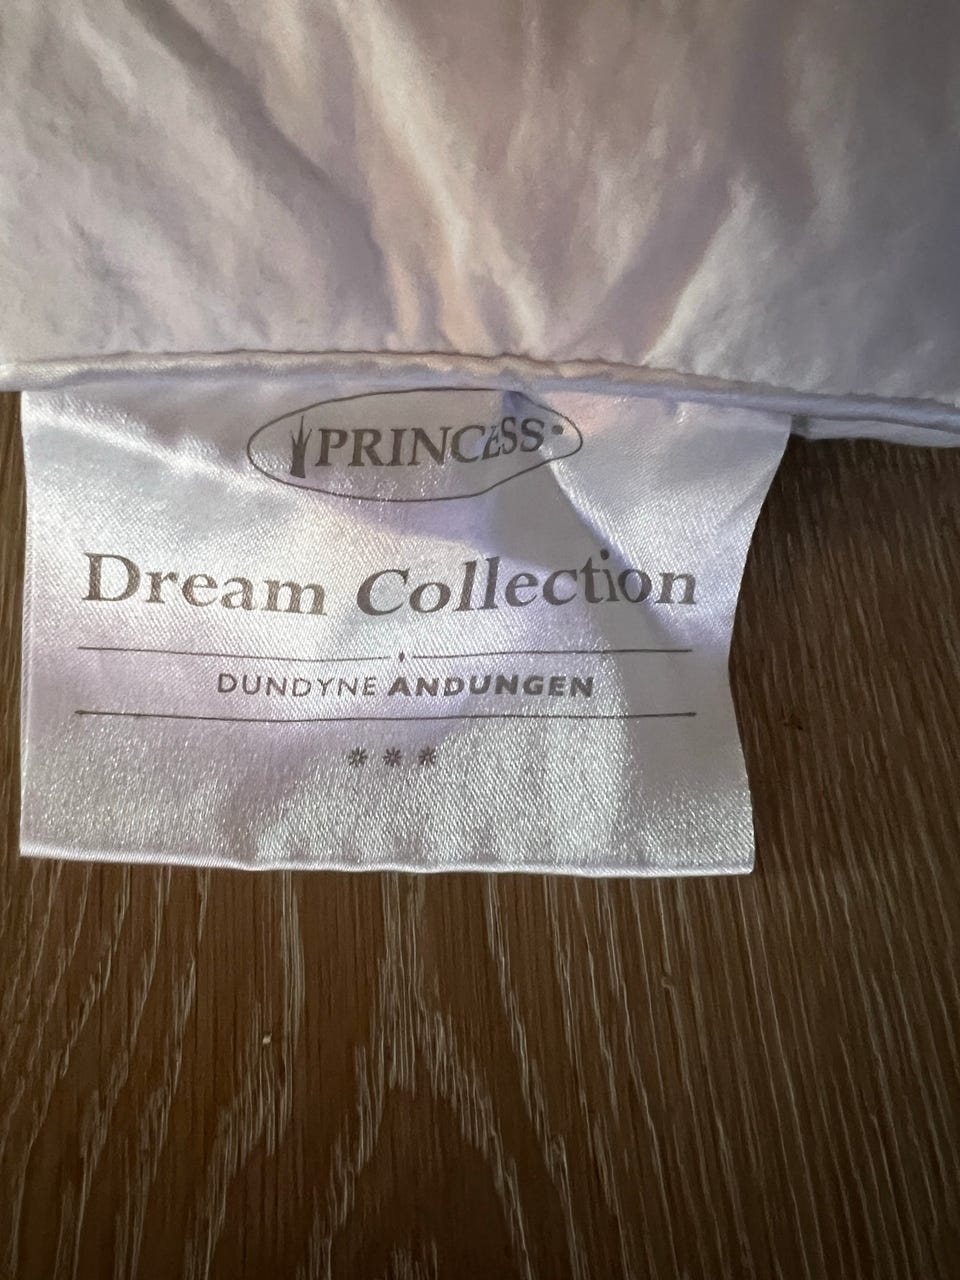 PRINCESS
Dream Collection
DUNDYNE ANDUNGEN
***